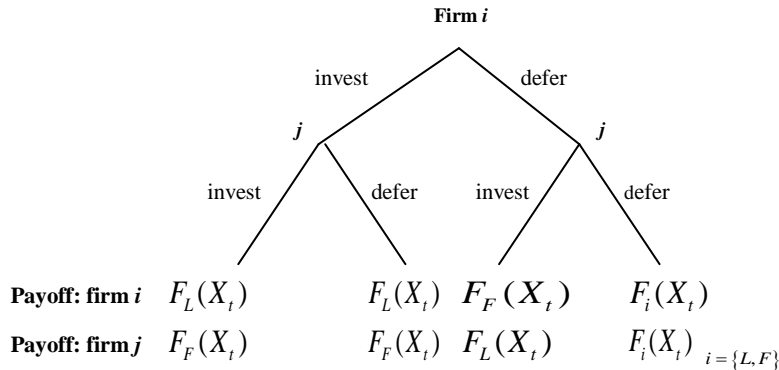 Firm i
invest defer
j j
invest defer invest defer
Payoff: firm i F_L(X_t) F_L(X_t) F_F(X_t) F_i(X_t)
Payoff: firm j F_F(X_t) F_F(X_t) F_L(X_t) F_i(X_t) i={L,F}